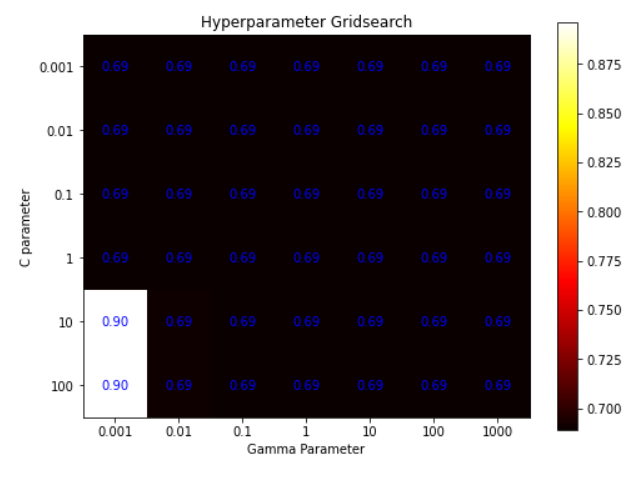 Hyperparameter Gridsearch
0.001 0.69 0.69 0.69 0.69 0.69 0.69 0.69
0.01 0.69 0.69 0.69 0.69 0.69 0.69 0.69
0.1 0.69 0.69 0.69 0.69 0.69 0.69 0.69
1 0.69 0.69 0.69 0.69 0.69 0.69 0.69
10 0.90 0.69 0.69 0.69 0.69 0.69 0.69
100 0.90 0.69 0.69 0.69 0.69 0.69 0.69
C parameter
0.001 0.01 0.1 1 10 100 1000
Gamma Parameter
0.875
0.850
0.825
0.800
0.775
0.750
0.725
0.700